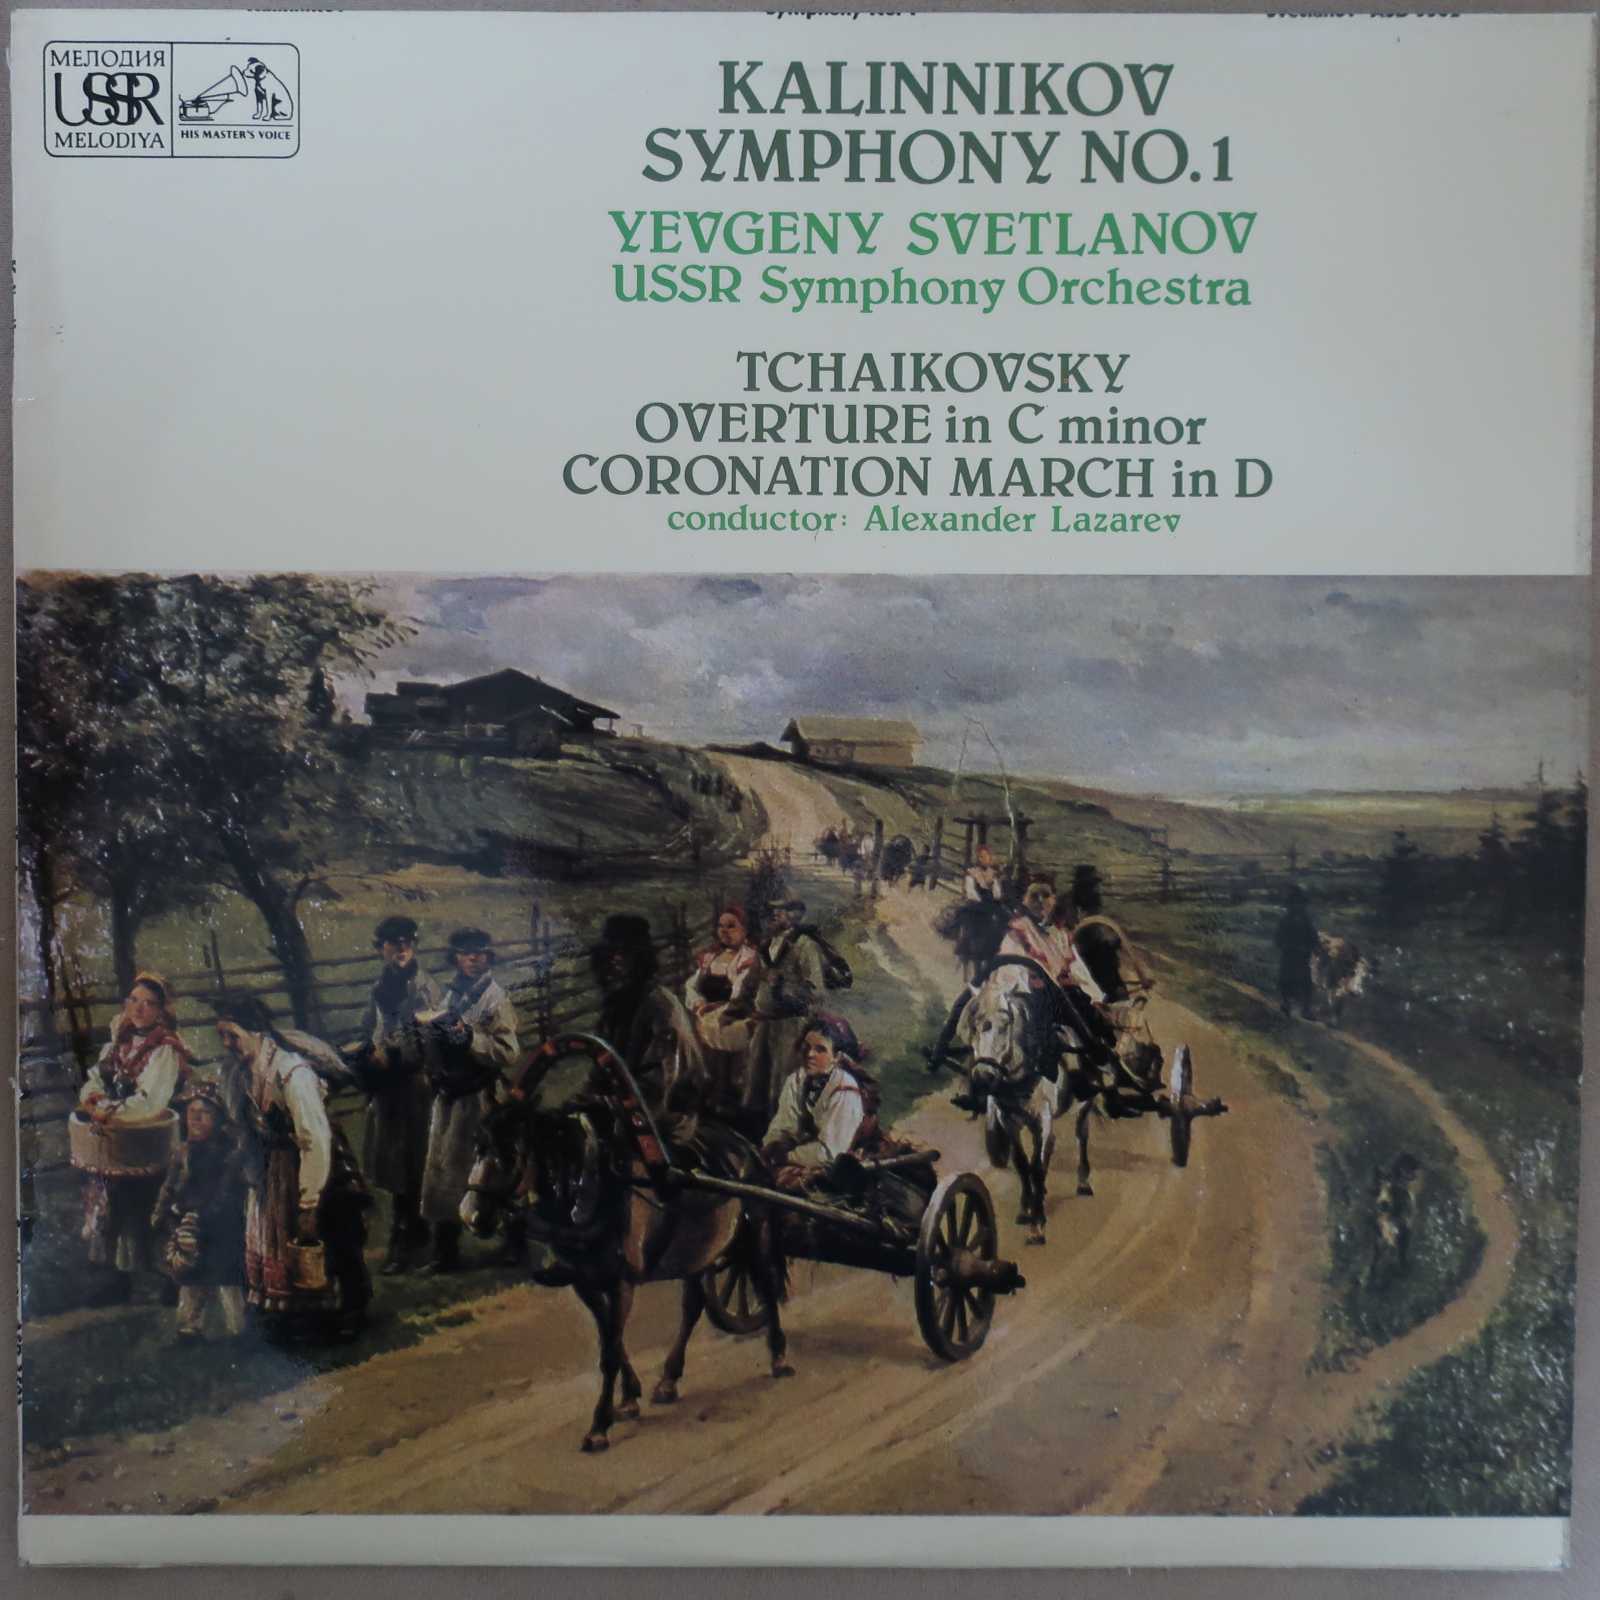 МЕЛОДИЯ
USSR
MELODIYA
HIS MASTER'S VOICE
KALINNIKOV
SYMPHONY NO.1
YEVGENY SVETLANOV
USSR Symphony Orchestra
TCHAIKOVSKY
OVERTURE in C minor
CORONATION MARCH in D
conductor: Alexander Lazarev